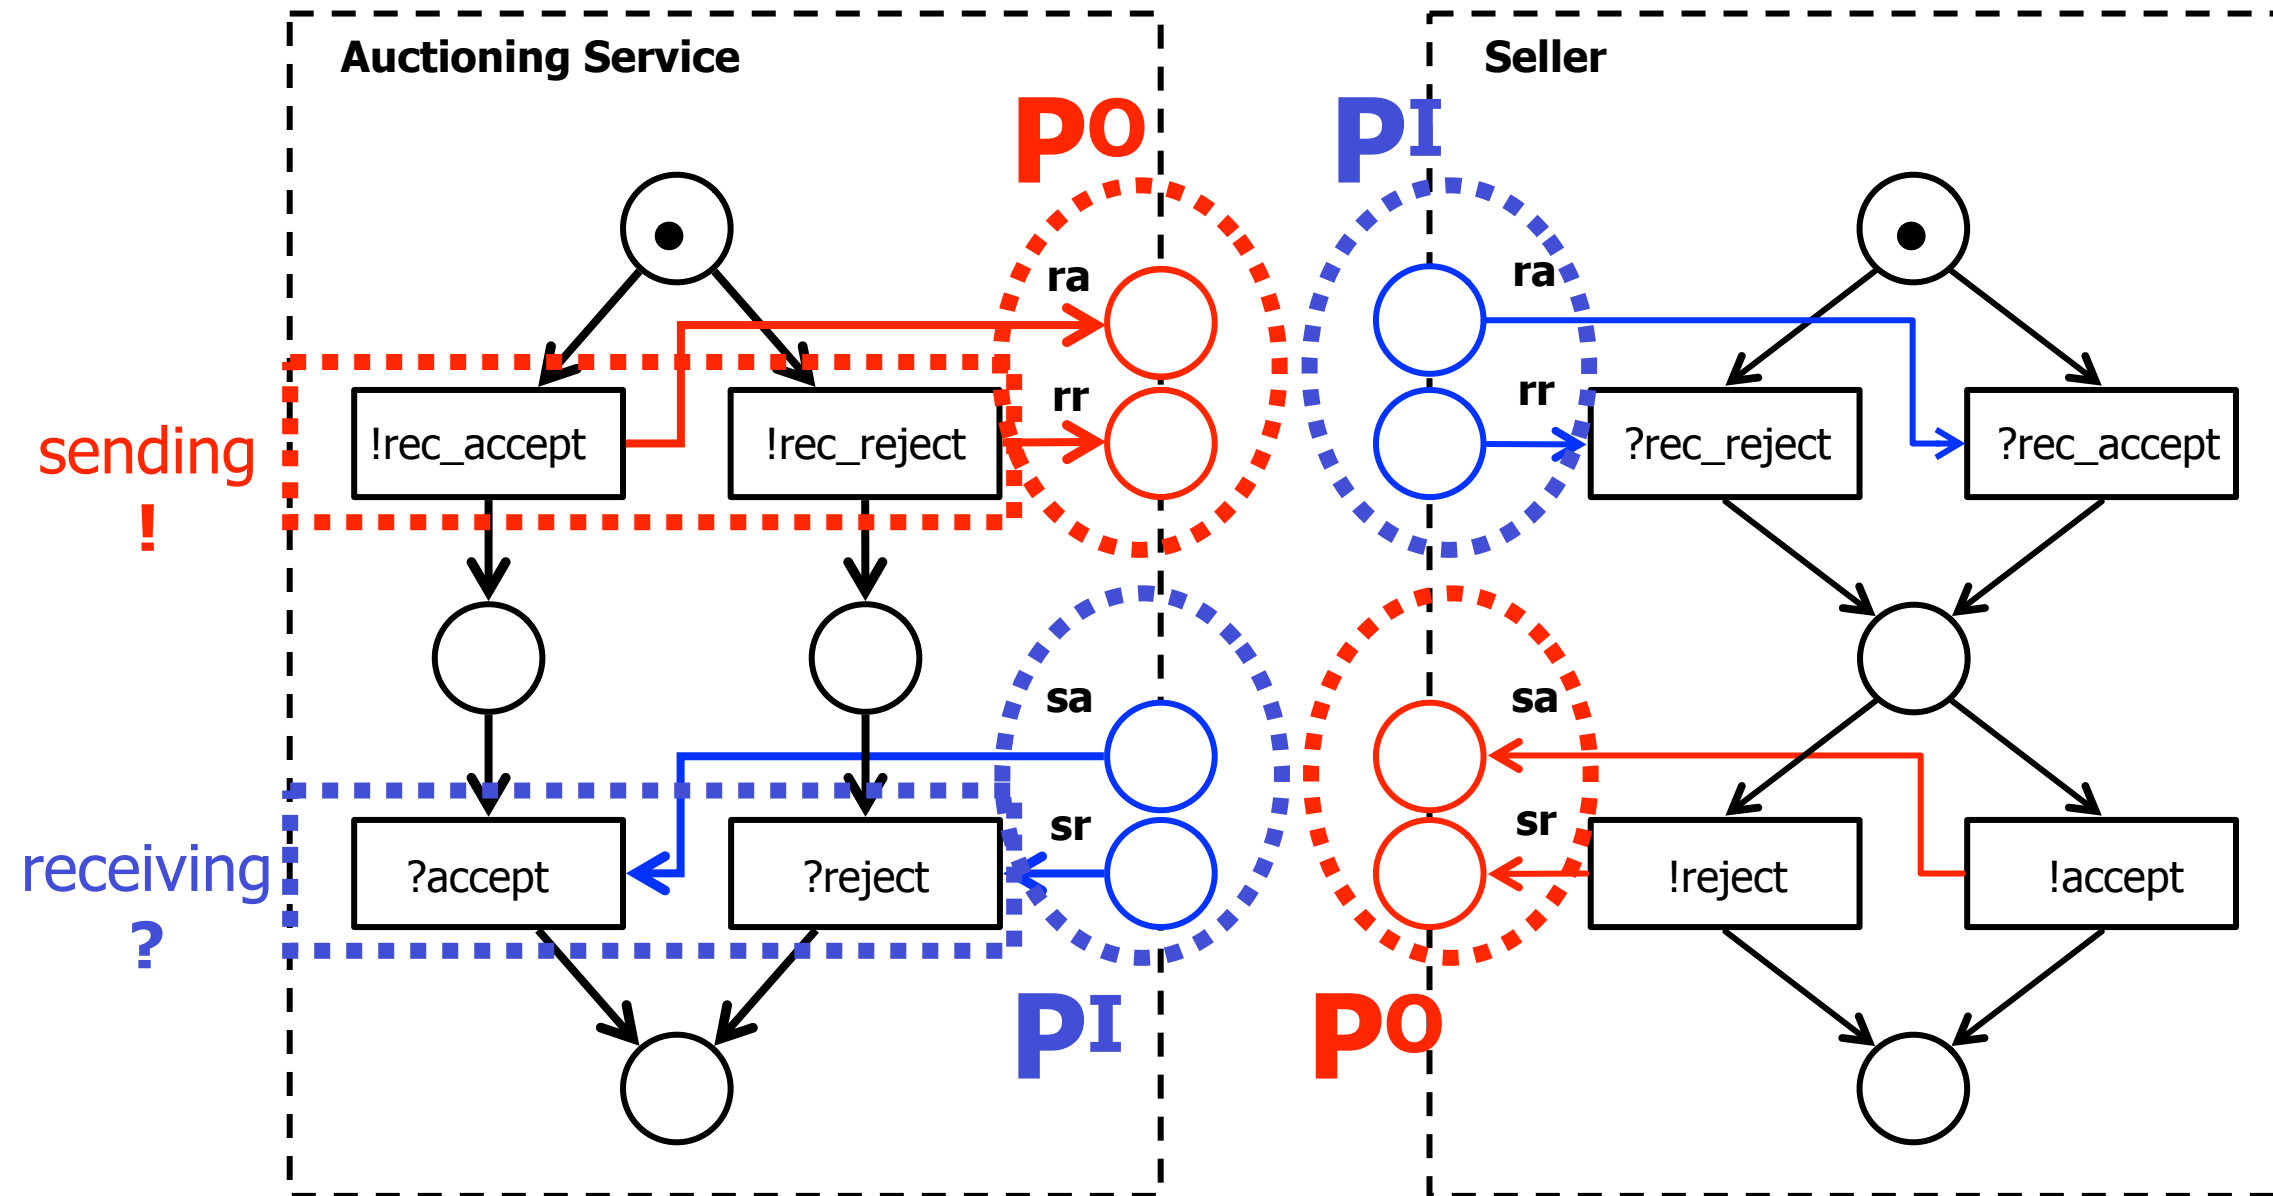 Auctioning Service
Seller
PO
PI
ra
ra
rr
rr
sending
!
!rec_accept
!rec_reject
?rec_reject
?rec_accept
sa
sa
sr
sr
receiving
?
?accept
?reject
!reject
!accept
PI
PO